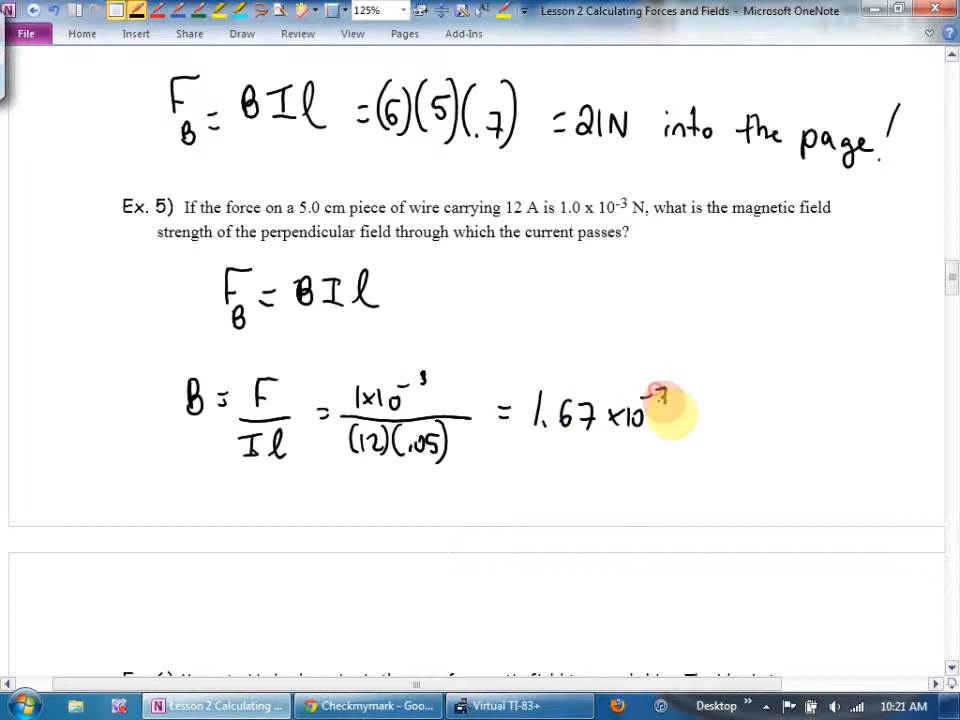 125% Lesson 2 Calculating Forces and Fields - Microsoft OneNote
File Home Insert Share Draw Review View Pages Add-Ins
F_B = B I l = (6)(5)(.7) = 21N into the page!
Ex. 5) If the force on a 5.0 cm piece of wire carrying 12 A is 1.0 x 10^-3 N, what is the magnetic field
strength of the perpendicular field through which the current passes?
F_B = B I l
B = F / I l = 1x10^-3 / (12)(.05) = 1.67 x10^-3
Lesson 2 Calculating ... Checkmymark - Goo... Virtual TI-83+ Desktop 10:21 AM